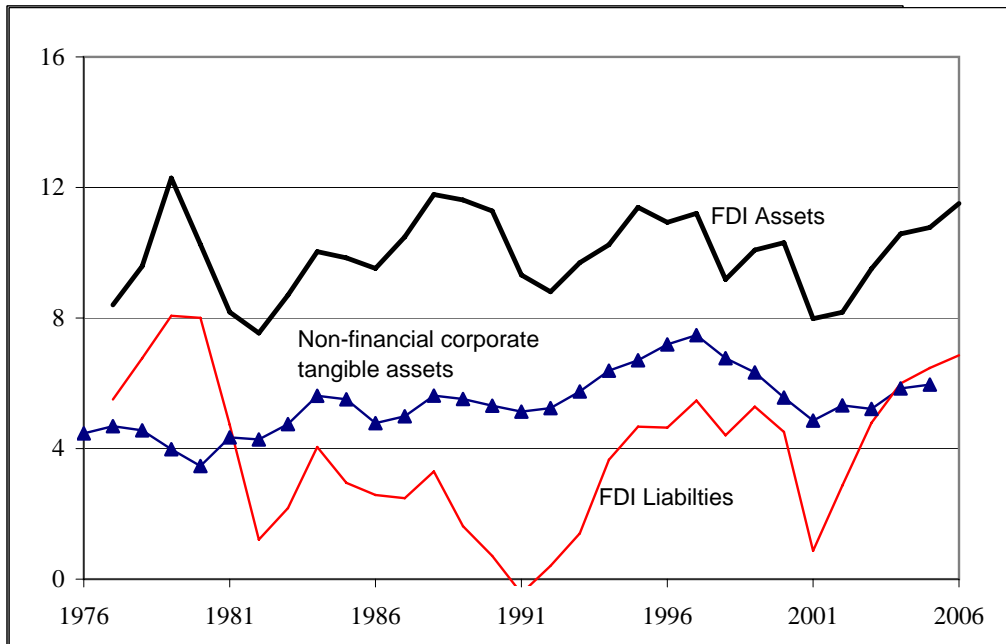 16
12
FDI Assets
8
Non-financial corporate
tangible assets
4
FDI Liabilties
0
1976 1981 1986 1991 1996 2001 2006